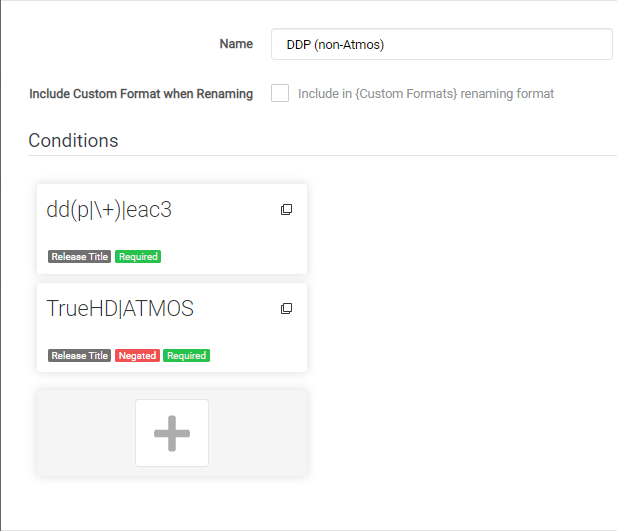 Name DDP (non-Atmos)
Include Custom Format when Renaming Include in {Custom Formats} renaming format
Conditions
dd(p|\+)|eac3
Release Title Required
TrueHD|ATMOS
Release Title Negated Required